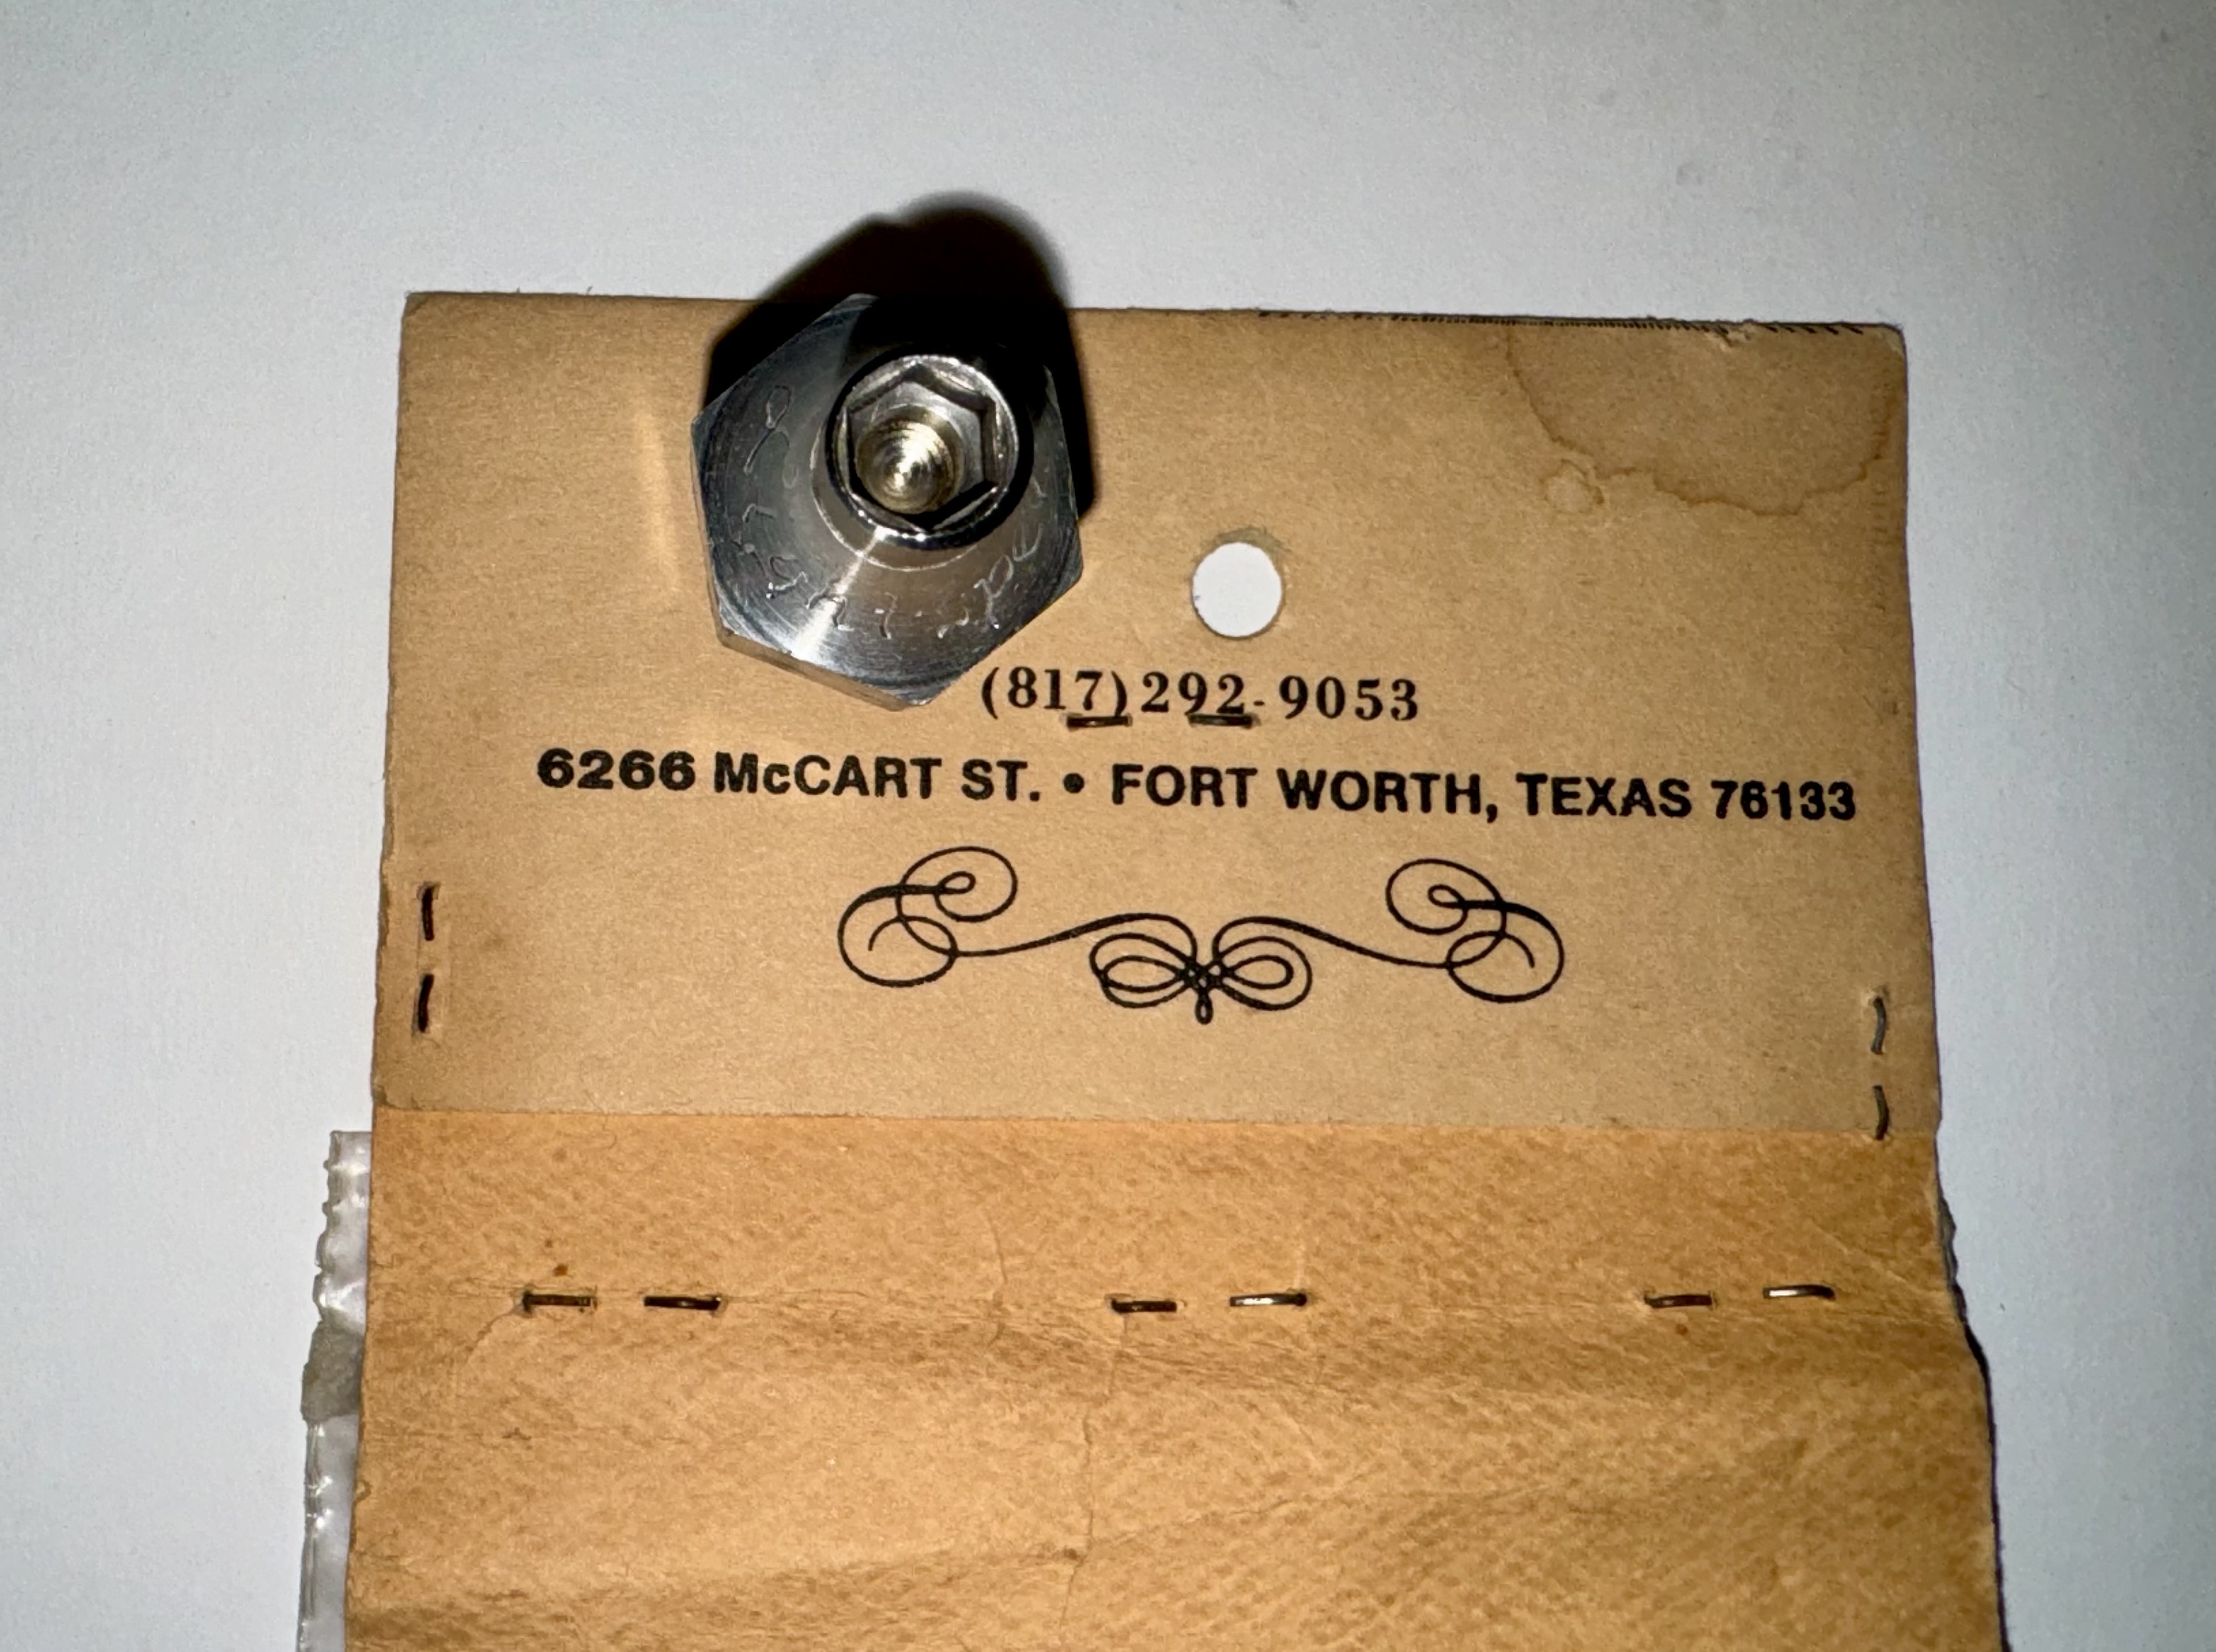 (817) 292-9053
6266 McCART ST. • FORT WORTH, TEXAS 76133